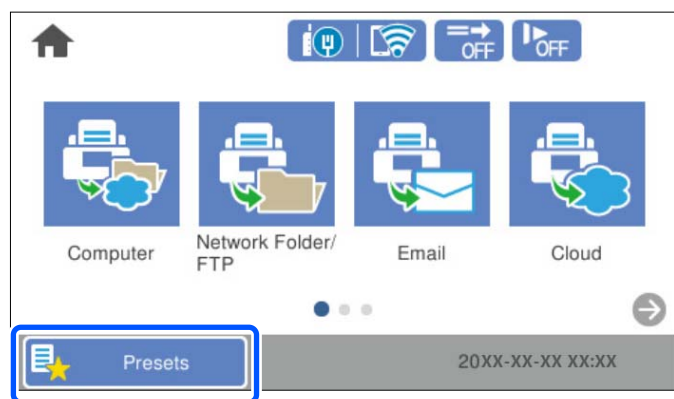 OFF
OFF
Computer
Network Folder/
FTP
Email
Cloud
Presets
20XX-XX-XX XX:XX